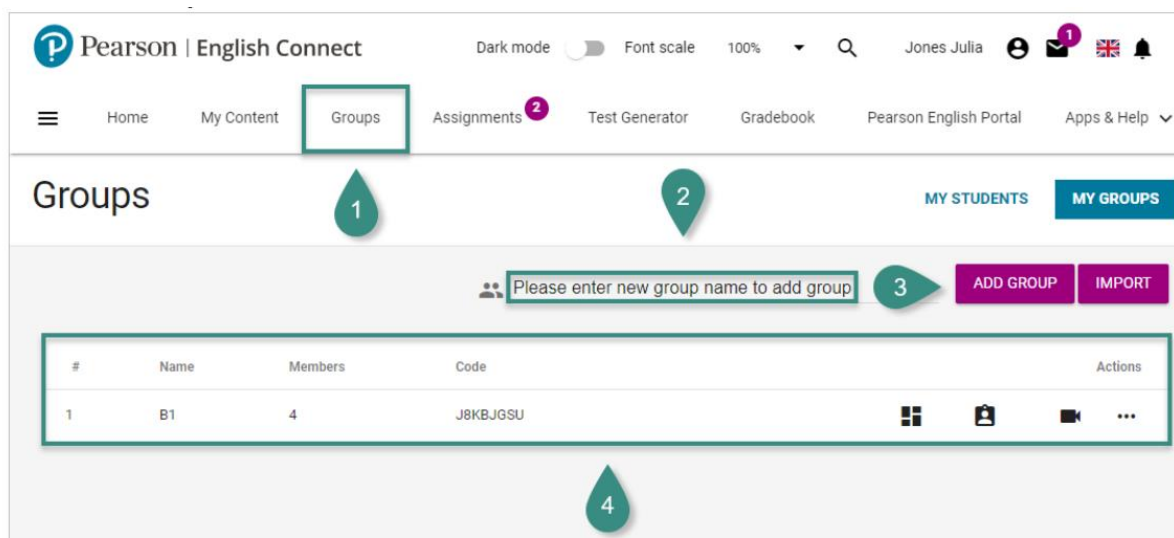 Pearson | English Connect Dark mode Font scale 100% Jones Julia 1
Home My Content Groups Assignments 2 Test Generator Gradebook Pearson English Portal Apps & Help
Groups 1 2 MY STUDENTS MY GROUPS
Please enter new group name to add group 3 ADD GROUP IMPORT
# Name Members Code Actions
1 B1 4 J8KBJGSU
4